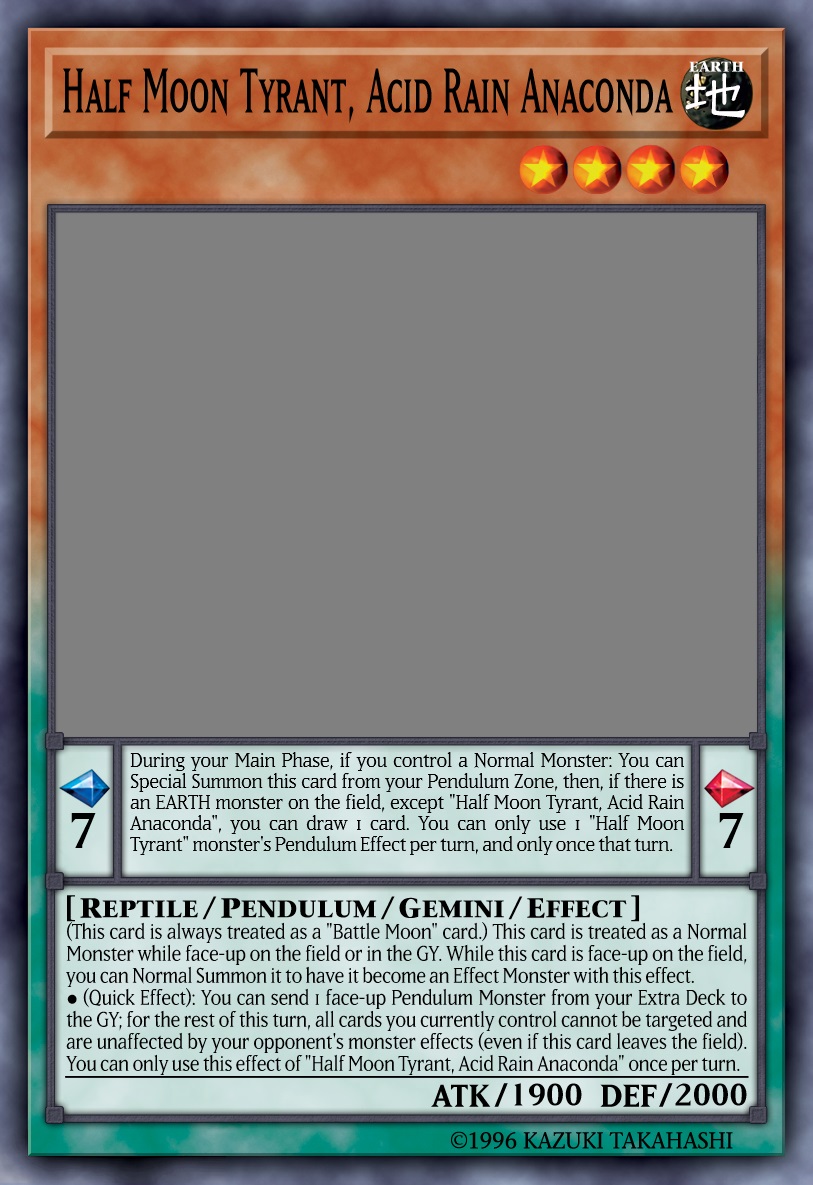 Half Moon Tyrant, Acid Rain Anaconda
EARTH
地
During your Main Phase, if you control a Normal Monster: You can
Special Summon this card from your Pendulum Zone, then, if there is
an EARTH monster on the field, except "Half Moon Tyrant, Acid Rain
Anaconda", you can draw 1 card. You can only use 1 "Half Moon
Tyrant" monster's Pendulum Effect per turn, and only once that turn.
7
7
[ Reptile / Pendulum / Gemini / Effect ]
(This card is always treated as a "Battle Moon" card.) This card is treated as a Normal
Monster while face-up on the field or in the GY. While this card is face-up on the field,
you can Normal Summon it to have it become an Effect Monster with this effect.
● (Quick Effect): You can send 1 face-up Pendulum Monster from your Extra Deck to
the GY; for the rest of this turn, all cards you currently control cannot be targeted and
are unaffected by your opponent's monster effects (even if this card leaves the field).
You can only use this effect of "Half Moon Tyrant, Acid Rain Anaconda" once per turn.
ATK/1900 DEF/2000
©1996 KAZUKI TAKAHASHI